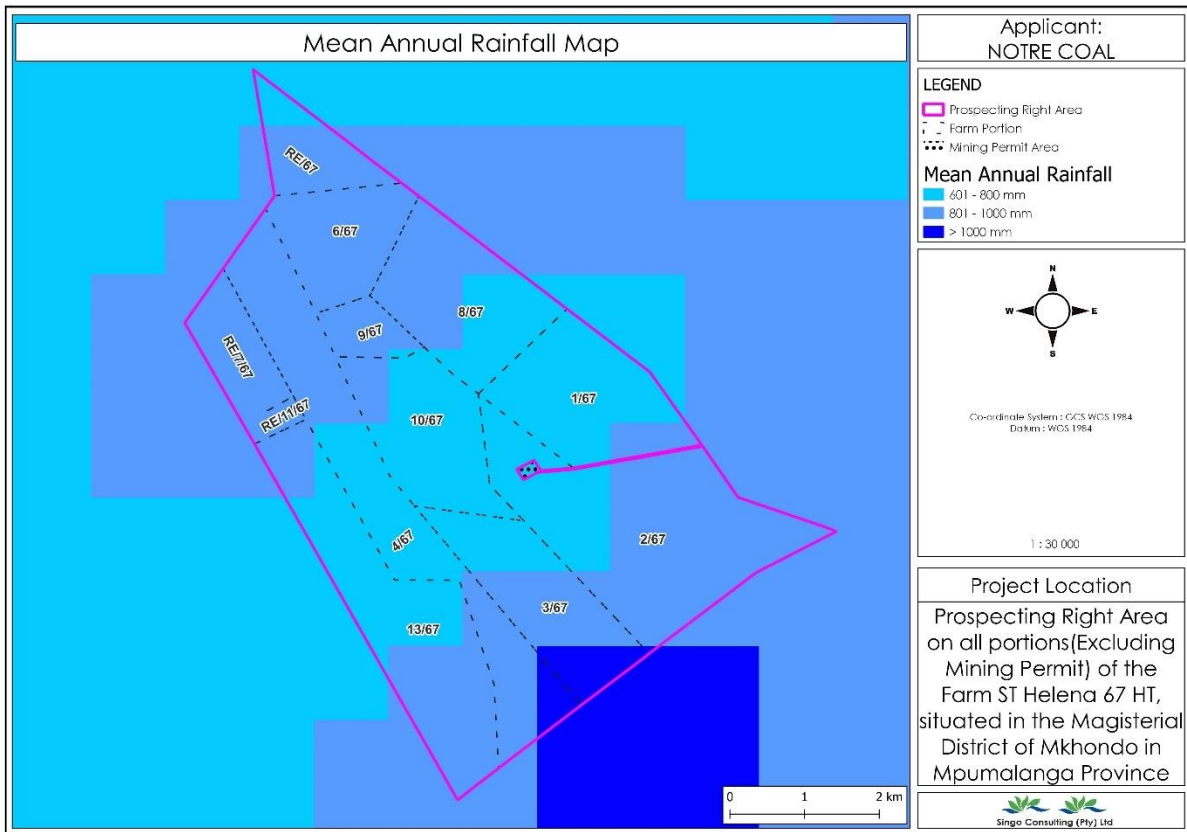 Mean Annual Rainfall Map
RE/67
6/67
8/67
9/67
RE/7/67
1/67
10/67
RE/11/67
2/67
4/67
3/67
13/67
0 1 2 km
Applicant:
NOTRE COAL
LEGEND
Prospecting Right Area
Farm Portion
Mining Permit Area
Mean Annual Rainfall
601 - 800 mm
801 - 1000 mm
> 1000 mm
N
W E
S
Co-ordinate System : GCS WGS 1984
Datum : WGS 1984
1 : 30 000
Project Location
Prospecting Right Area
on all portions(Excluding
Mining Permit) of the
Farm ST Helena 67 HT,
situated in the Magisterial
District of Mkhondo in
Mpumalanga Province
Singo Consulting (Pty) Ltd